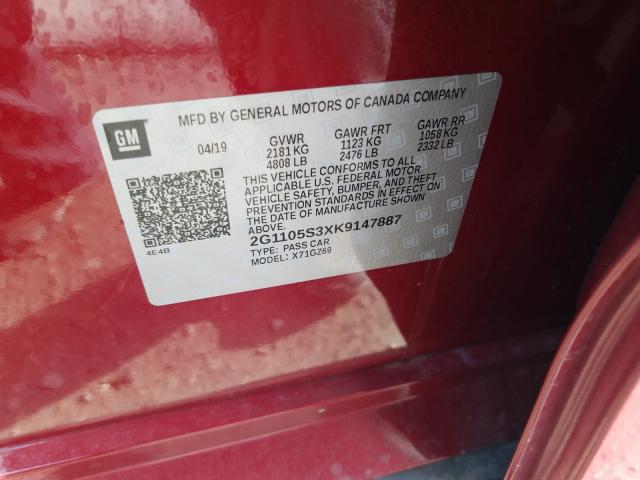 MFD BY GENERAL MOTORS OF CANADA COMPANY
GM
04/19 GVWR GAWR FRT GAWR RR
2181 KG 1123 KG 1058 KG
4808 LB 2476 LB 2332 LB
THIS VEHICLE CONFORMS TO ALL
APPLICABLE U.S. FEDERAL MOTOR
VEHICLE SAFETY, BUMPER, AND THEFT
PREVENTION STANDARDS IN EFFECT ON
THE DATE OF MANUFACTURE SHOWN
ABOVE.
2G1105S3XK9147887
TYPE: PASS CAR
MODEL: X71GZ69
4E4B